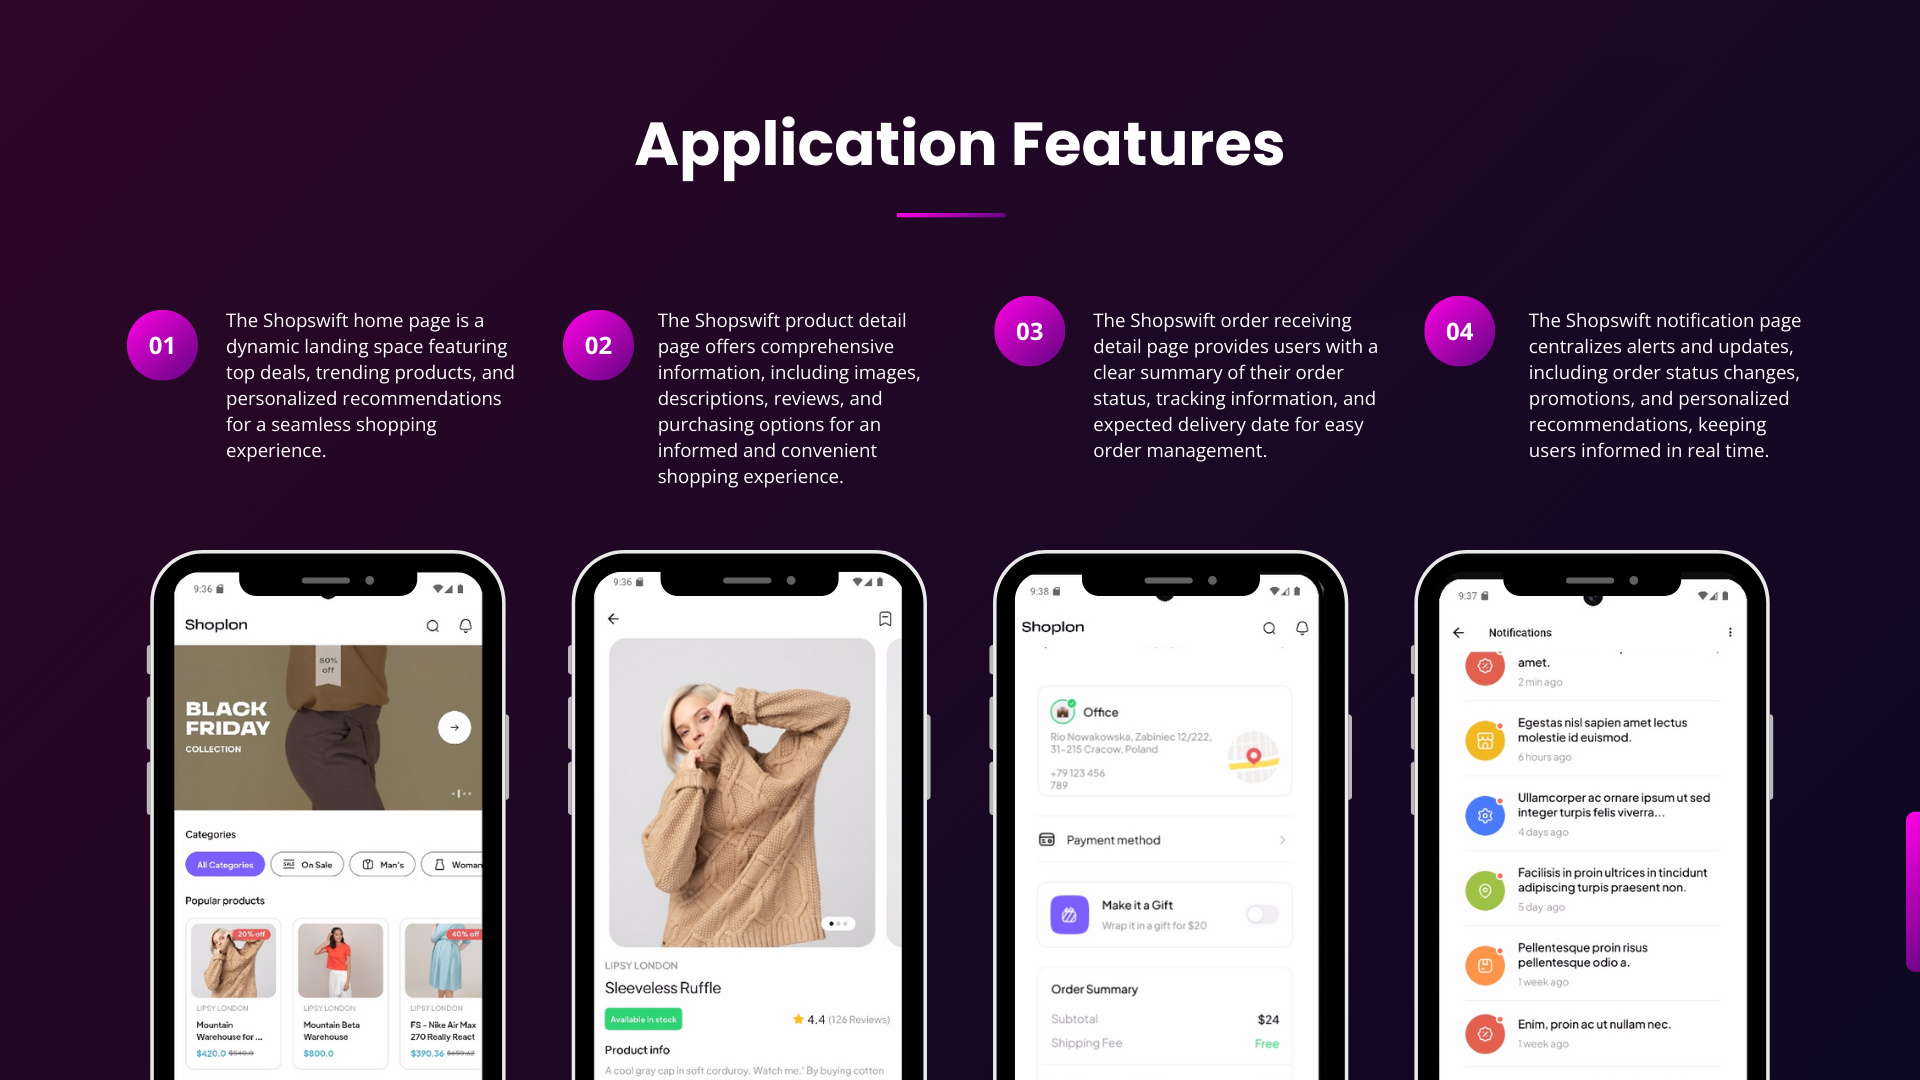 Application Features
01
The Shopswift home page is a
dynamic landing space featuring
top deals, trending products, and
personalized recommendations
for a seamless shopping
experience.
02
The Shopswift product detail
page offers comprehensive
information, including images,
descriptions, reviews, and
purchasing options for an
informed and convenient
shopping experience.
03
The Shopswift order receiving
detail page provides users with a
clear summary of their order
status, tracking information, and
expected delivery date for easy
order management.
04
The Shopswift notification page
centralizes alerts and updates,
including order status changes,
promotions, and personalized
recommendations, keeping
users informed in real time.
9:36
Shoplon
50%
off
BLACK
FRIDAY
COLLECTION
Categories
All Categories
SALE On Sale
Man's
Woman
Popular products
20% off
40% off
LIPSY LONDON
Mountain
Warehouse for ...
$420.0 $540.0
LIPSY LONDON
Mountain Beta
Warehouse
$800.0
LIPSY LONDON
FS - Nike Air Max
270 Really React
$390.36 $650.62
9:36
LIPSY LONDON
Sleeveless Ruffle
Available in stock
4.4 (126 Reviews)
Product info
A cool gray cap in soft corduroy. Watch me.' By buying cotton
9:38
Shoplon
Office
Rio Nowakowska, Zabiniec 12/222,
31-215 Cracow, Poland
+79 123 456
789
Payment method
Make it a Gift
Wrap it in a gift for $20
Order Summary
Subtotal $24
Shipping Fee Free
9:37
Notifications
amet.
2 min ago
Egestas nisl sapien amet lectus
molestie id euismod.
6 hours ago
Ullamcorper ac ornare ipsum ut sed
integer turpis felis viverra...
4 days ago
Facilisis in proin ultrices in tincidunt
adipiscing turpis praesent non.
5 day ago
Pellentesque proin risus
pellentesque odio a.
1 week ago
Enim, proin ac ut nullam nec.
1 week ago